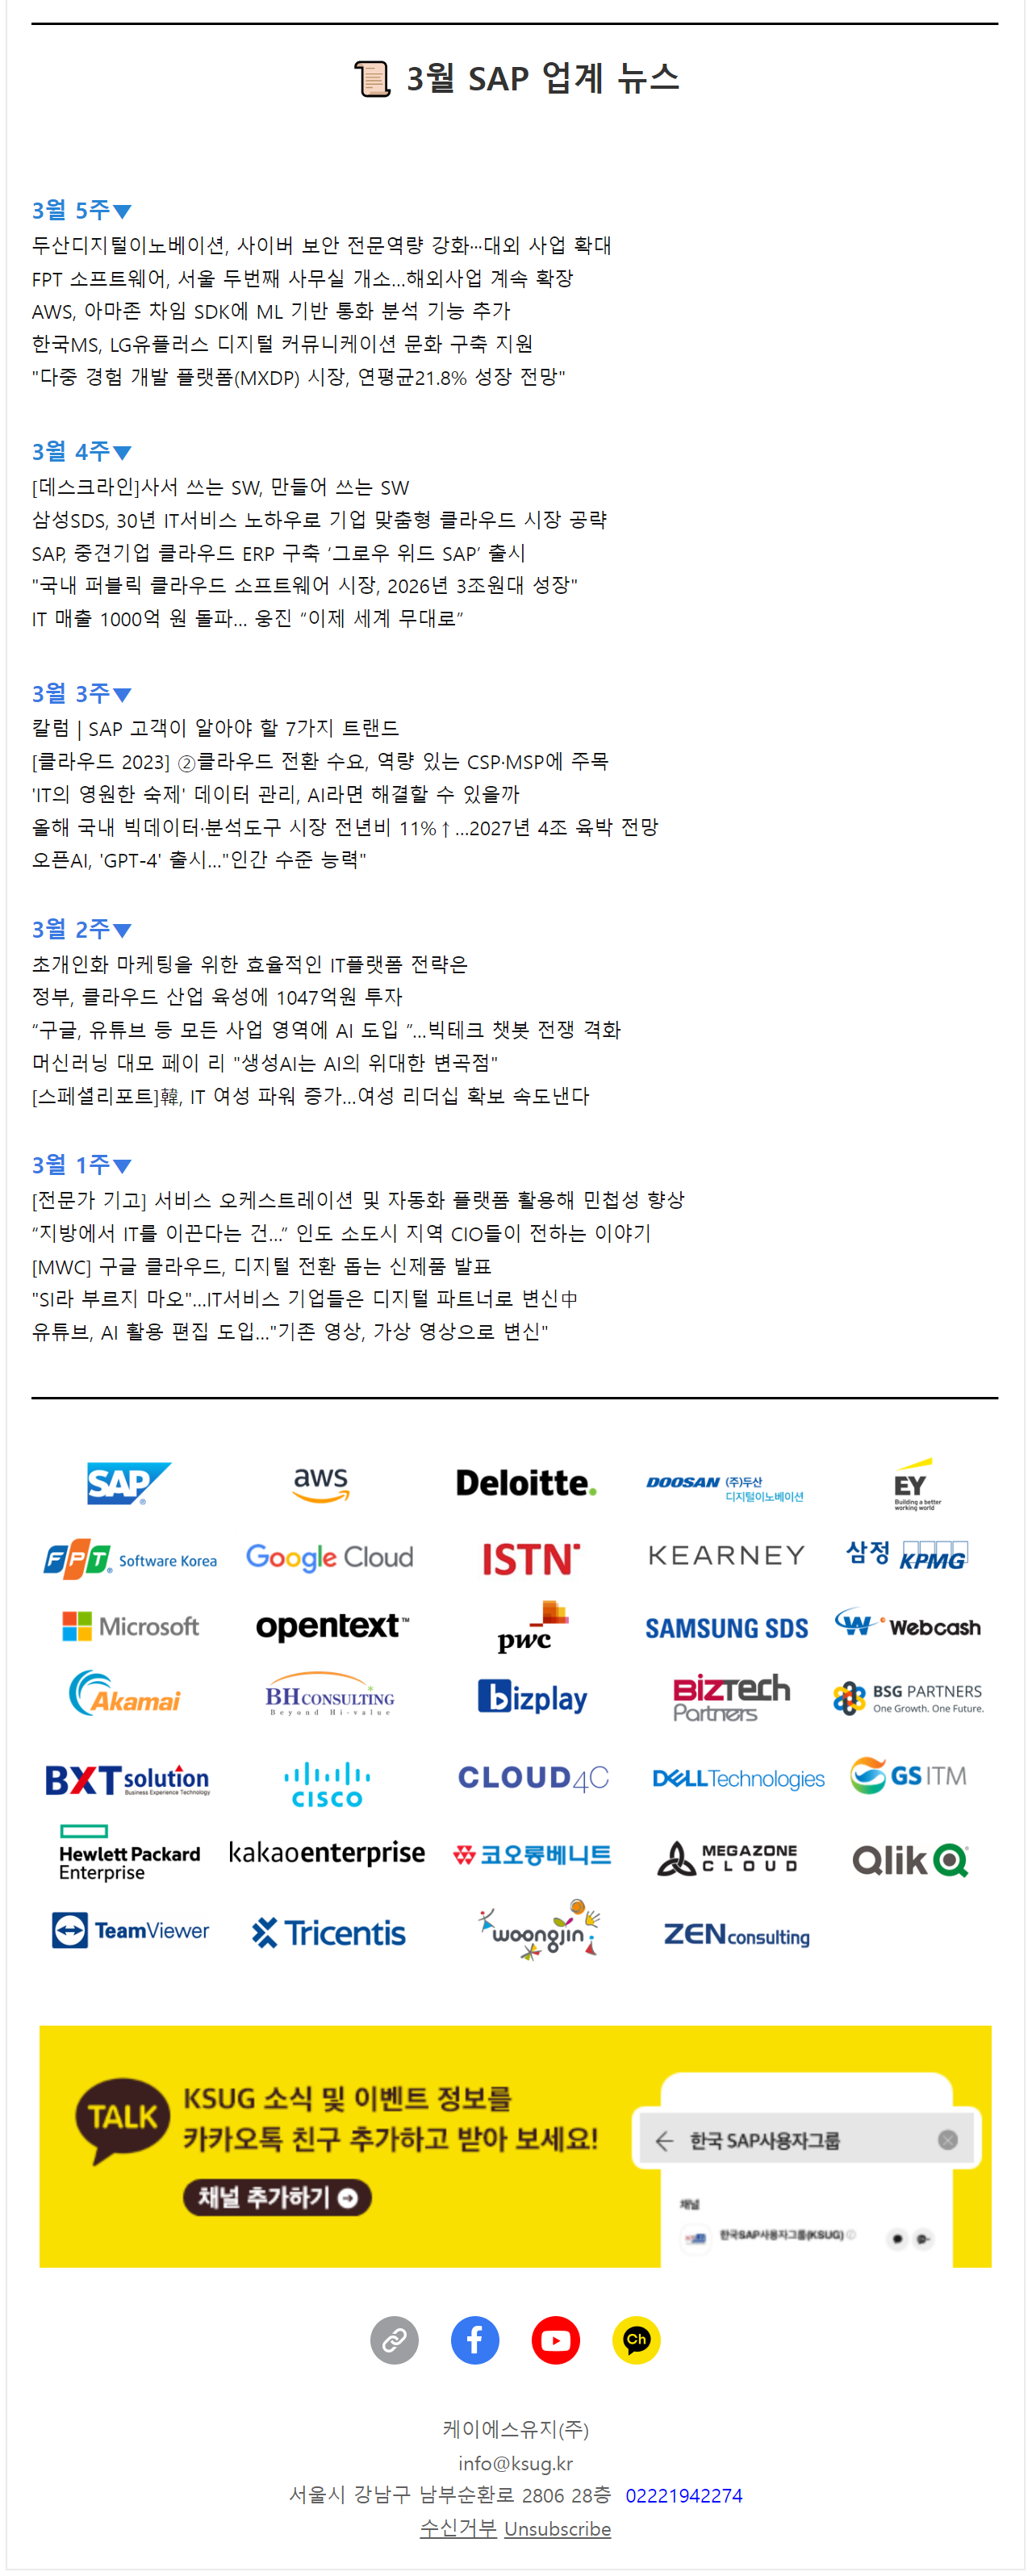 3월 SAP 업계 뉴스
3월 5주▼
두산디지털이노베이션, 사이버 보안 전문역량 강화…대외 사업 확대
FPT 소프트웨어, 서울 두번째 사무실 개소...해외사업 계속 확장
AWS, 아마존 차임 SDK에 ML 기반 통화 분석 기능 추가
한국MS, LG유플러스 디지털 커뮤니케이션 문화 구축 지원
"다중 경험 개발 플랫폼(MXDP) 시장, 연평균21.8% 성장 전망"
3월 4주▼
[데스크라인]사서 쓰는 SW, 만들어 쓰는 SW
삼성SDS, 30년 IT서비스 노하우로 기업 맞춤형 클라우드 시장 공략
SAP, 중견기업 클라우드 ERP 구축 ‘그로우 위드 SAP’ 출시
"국내 퍼블릭 클라우드 소프트웨어 시장, 2026년 3조원대 성장"
IT 매출 1000억 원 돌파… 웅진 “이제 세계 무대로”
3월 3주▼
칼럼 | SAP 고객이 알아야 할 7가지 트랜드
[클라우드 2023] ②클라우드 전환 수요, 역량 있는 CSP·MSP에 주목
'IT의 영원한 숙제' 데이터 관리, AI라면 해결할 수 있을까
올해 국내 빅데이터·분석도구 시장 전년비 11%↑…2027년 4조 육박 전망
오픈AI, 'GPT-4' 출시…"인간 수준 능력"
3월 2주▼
초개인화 마케팅을 위한 효율적인 IT플랫폼 전략은
정부, 클라우드 산업 육성에 1047억원 투자
“구글, 유튜브 등 모든 사업 영역에 AI 도입 ”…빅테크 챗봇 전쟁 격화
머신러닝 대모 페이 리 "생성AI는 AI의 위대한 변곡점"
[스페셜리포트]韓, IT 여성 파워 증가…여성 리더십 확보 속도낸다
3월 1주▼
[전문가 기고] 서비스 오케스트레이션 및 자동화 플랫폼 활용해 민첩성 향상
“지방에서 IT를 이끈다는 건...” 인도 소도시 지역 CIO들이 전하는 이야기
[MWC] 구글 클라우드, 디지털 전환 돕는 신제품 발표
"SI라 부르지 마오"…IT서비스 기업들은 디지털 파트너로 변신中
유튜브, AI 활용 편집 도입…"기존 영상, 가상 영상으로 변신"
SAP aws Deloitte. DOOSAN (주)두산 디지털이노베이션 EY Building a better working world
FPT Software Korea Google Cloud ISTN KEARNEY 삼정 KPMG
Microsoft opentext™ pwc SAMSUNG SDS Webcash
Akamai BH CONSULTING Beyond Hi-value bizplay BizTech Partners BSG PARTNERS One Growth. One Future.
BXT solution Business Experience Technology CISCO CLOUD4C DELL Technologies GS ITM
Hewlett Packard Enterprise kakaoenterprise 코오롱베니트 MEGAZONE CLOUD Qlik
TeamViewer Tricentis woongjin ZEN consulting
TALK
KSUG 소식 및 이벤트 정보를
카카오톡 친구 추가하고 받아 보세요!
채널 추가하기
한국 SAP사용자그룹
채널
한국SAP사용자그룹(KSUG)
Ch
케이에스유지(주)
info@ksug.kr
서울시 강남구 남부순환로 2806 28층 02221942274
수신거부 Unsubscribe